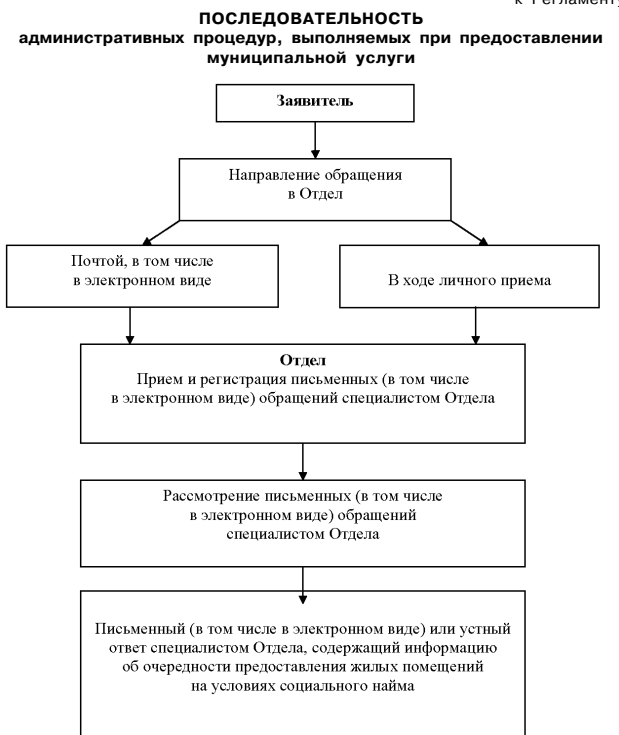 к Регламенту
ПОСЛЕДОВАТЕЛЬНОСТЬ
административных процедур, выполняемых при предоставлении
муниципальной услуги
Заявитель
Направление обращения
в Отдел
Почтой, в том числе
в электронном виде
В ходе личного приема
Отдел
Прием и регистрация письменных (в том числе
в электронном виде) обращений специалистом Отдела
Рассмотрение письменных (в том числе
в электронном виде) обращений
специалистом Отдела
Письменный (в том числе в электронном виде) или устный
ответ специалистом Отдела, содержащий информацию
об очередности предоставления жилых помещений
на условиях социального найма